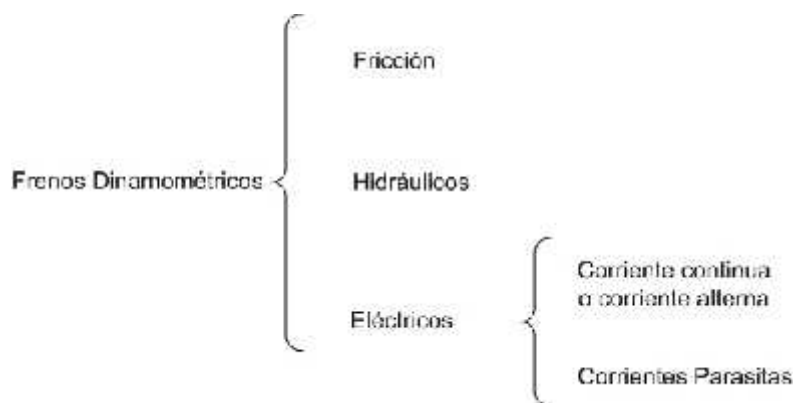 Fricción
Frenos Dinamométricos
Hidráulicos
Eléctricos
Corriente continua
o corriente alterna
Corrientes Parasitas